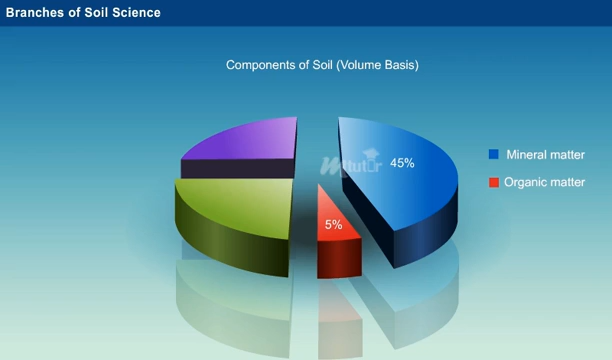 Branches of Soil Science
Components of Soil (Volume Basis)
45%
Mineral matter
Organic matter
5%